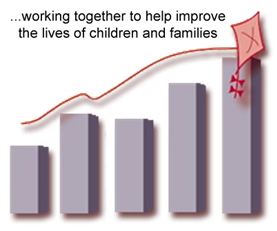 ...working together to help improve
the lives of children and families